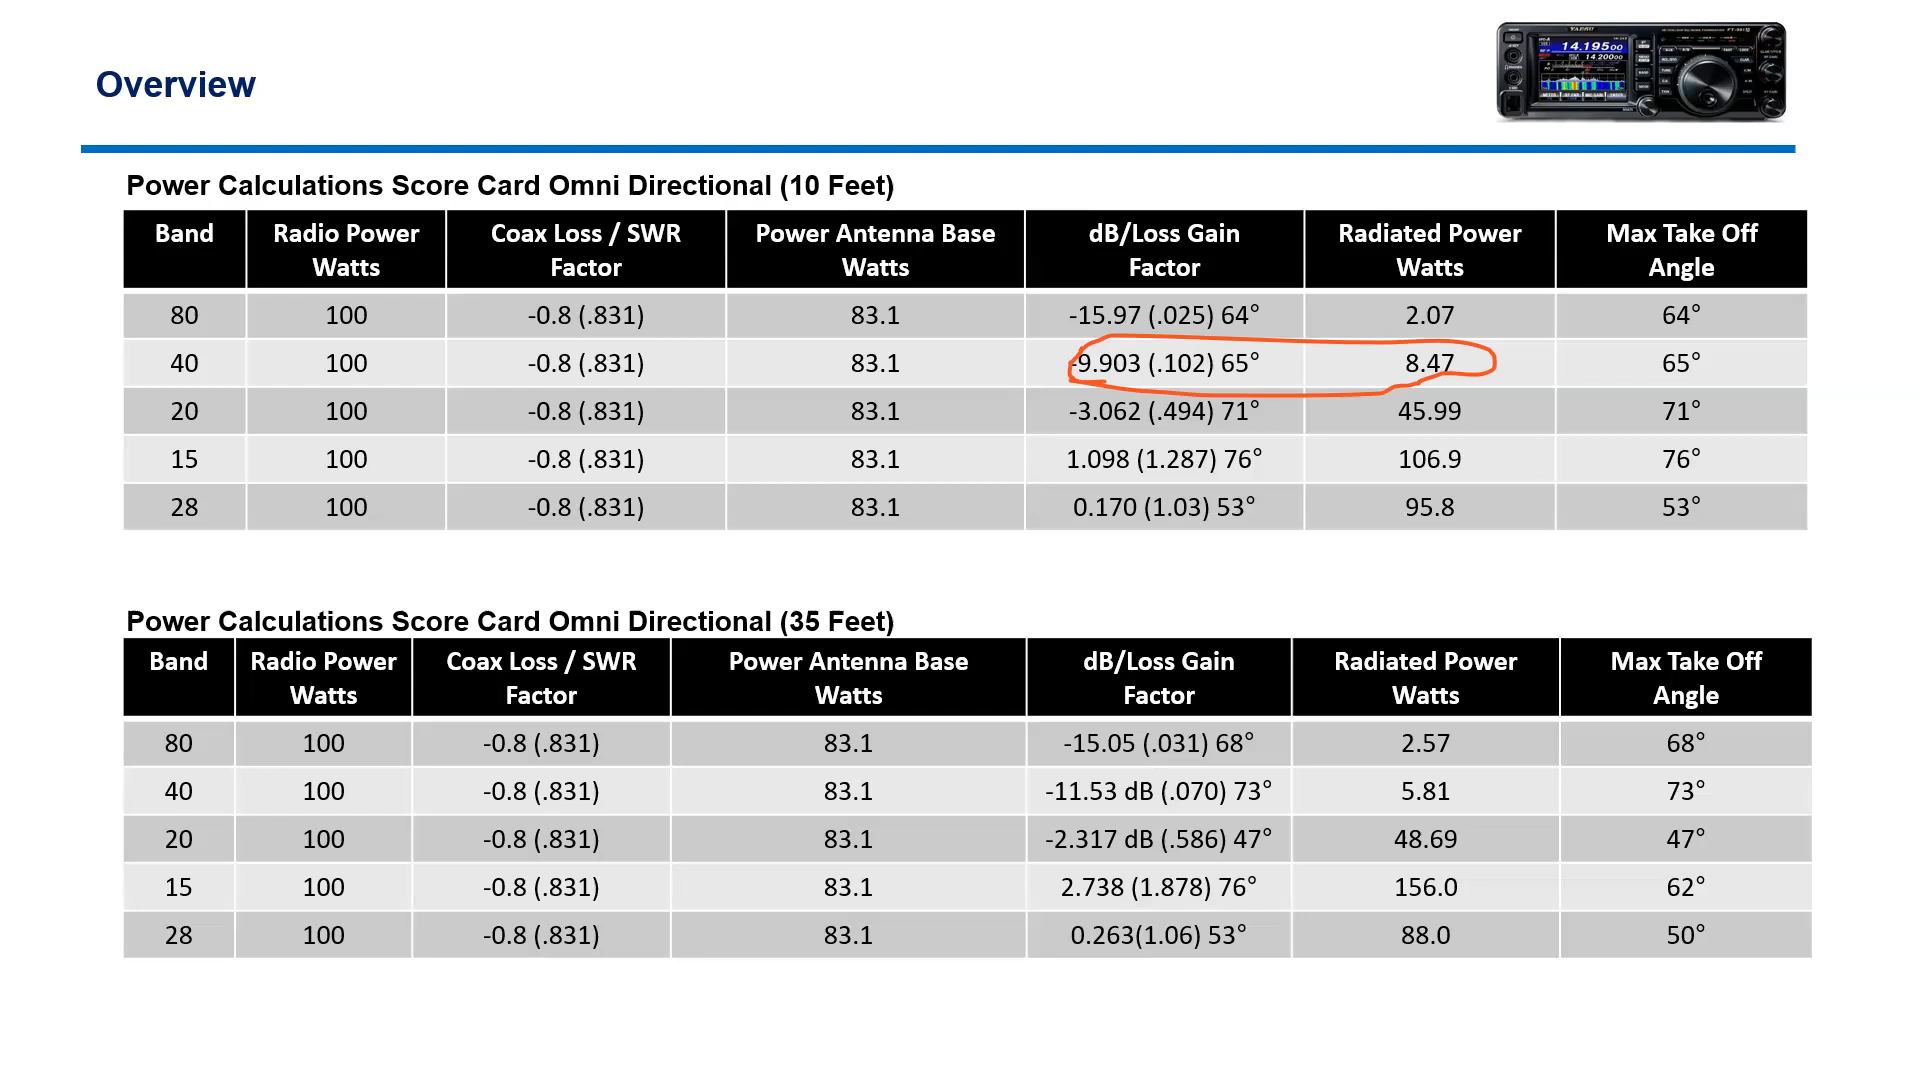 Overview
YAESU
14.195.00
14.200.00
Power Calculations Score Card Omni Directional (10 Feet)
Band Radio Power Watts Coax Loss / SWR Factor Power Antenna Base Watts dB/Loss Gain Factor Radiated Power Watts Max Take Off Angle
80 100 -0.8 (.831) 83.1 -15.97 (.025) 64° 2.07 64°
40 100 -0.8 (.831) 83.1 -9.903 (.102) 65° 8.47 65°
20 100 -0.8 (.831) 83.1 -3.062 (.494) 71° 45.99 71°
15 100 -0.8 (.831) 83.1 1.098 (1.287) 76° 106.9 76°
28 100 -0.8 (.831) 83.1 0.170 (1.03) 53° 95.8 53°
Power Calculations Score Card Omni Directional (35 Feet)
Band Radio Power Watts Coax Loss / SWR Factor Power Antenna Base Watts dB/Loss Gain Factor Radiated Power Watts Max Take Off Angle
80 100 -0.8 (.831) 83.1 -15.05 (.031) 68° 2.57 68°
40 100 -0.8 (.831) 83.1 -11.53 dB (.070) 73° 5.81 73°
20 100 -0.8 (.831) 83.1 -2.317 dB (.586) 47° 48.69 47°
15 100 -0.8 (.831) 83.1 2.738 (1.878) 76° 156.0 62°
28 100 -0.8 (.831) 83.1 0.263(1.06) 53° 88.0 50°